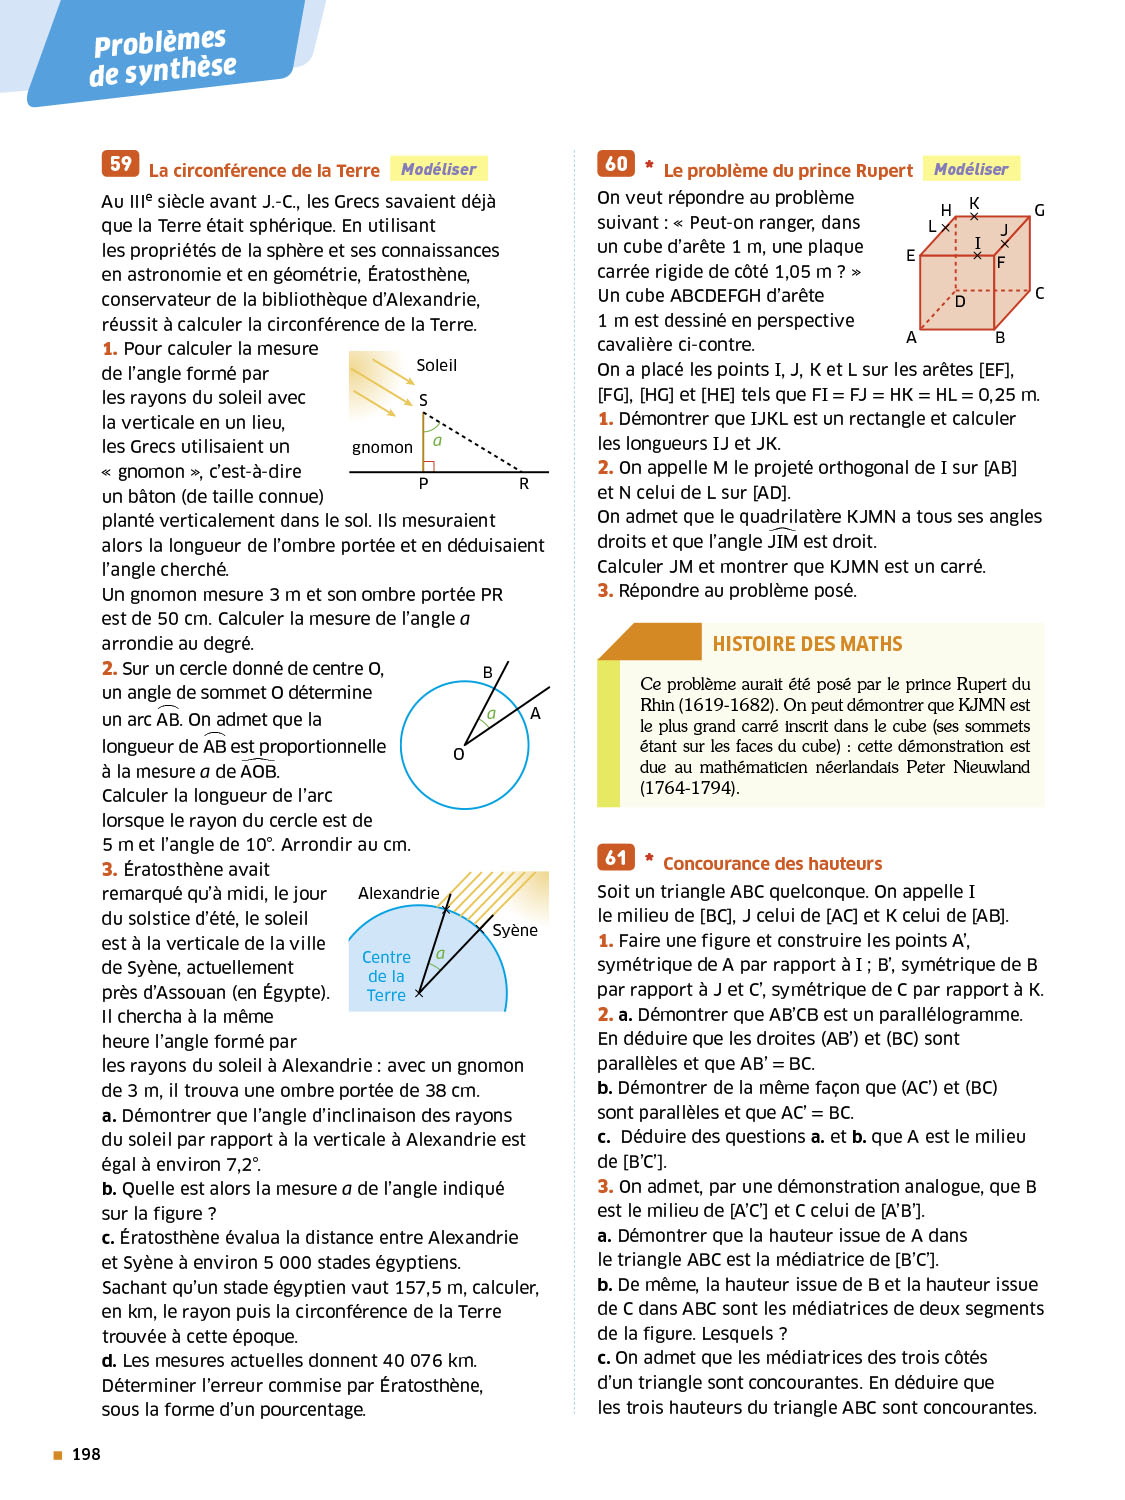 Problèmes
de synthèse
59 La circonférence de la Terre Modéliser
Au IIIe siècle avant J.-C., les Grecs savaient déjà
que la Terre était sphérique. En utilisant
les propriétés de la sphère et ses connaissances
en astronomie et en géométrie, Ératosthène,
conservateur de la bibliothèque d'Alexandrie,
réussit à calculer la circonférence de la Terre.
1. Pour calculer la mesure
de l'angle formé par
les rayons du soleil avec
la verticale en un lieu,
les Grecs utilisaient un
« gnomon », c'est-à-dire
un bâton (de taille connue)
Soleil
S
a
gnomon
P
R
planté verticalement dans le sol. Ils mesuraient
alors la longueur de l'ombre portée et en déduisaient
l'angle cherché.
Un gnomon mesure 3 m et son ombre portée PR
est de 50 cm. Calculer la mesure de l'angle a
arrondie au degré.
2. Sur un cercle donné de centre O,
un angle de sommet O détermine
un arc AB. On admet que la
longueur de AB est proportionnelle
à la mesure a de AOB.
Calculer la longueur de l'arc
lorsque le rayon du cercle est de
5 m et l'angle de 10°. Arrondir au cm.
B
a
A
O
3. Ératosthène avait
remarqué qu'à midi, le jour
du solstice d'été, le soleil
est à la verticale de la ville
de Syène, actuellement
près d'Assouan (en Égypte).
Il chercha à la même
heure l'angle formé par
Alexandrie
Syène
Centre
de la
Terre
a
les rayons du soleil à Alexandrie : avec un gnomon
de 3 m, il trouva une ombre portée de 38 cm.
a. Démontrer que l'angle d'inclinaison des rayons
du soleil par rapport à la verticale à Alexandrie est
égal à environ 7,2°.
b. Quelle est alors la mesure a de l'angle indiqué
sur la figure ?
c. Ératosthène évalua la distance entre Alexandrie
et Syène à environ 5 000 stades égyptiens.
Sachant qu'un stade égyptien vaut 157,5 m, calculer,
en km, le rayon puis la circonférence de la Terre
trouvée à cette époque.
d. Les mesures actuelles donnent 40 076 km.
Déterminer l'erreur commise par Ératosthène,
sous la forme d'un pourcentage.
60 * Le problème du prince Rupert Modéliser
On veut répondre au problème
suivant : « Peut-on ranger, dans
un cube d'arête 1 m, une plaque
carrée rigide de côté 1,05 m ? »
Un cube ABCDEFGH d'arête
1 m est dessiné en perspective
cavalière ci-contre.
H
K
G
L
J
I
E
F
D
C
A
B
On a placé les points I, J, K et L sur les arêtes [EF],
[FG], [HG] et [HE] tels que FI = FJ = HK = HL = 0,25 m.
1. Démontrer que IJKL est un rectangle et calculer
les longueurs IJ et JK.
2. On appelle M le projeté orthogonal de I sur [AB]
et N celui de L sur [AD].
On admet que le quadrilatère KJMN a tous ses angles
droits et que l'angle JIM est droit.
Calculer JM et montrer que KJMN est un carré.
3. Répondre au problème posé.
HISTOIRE DES MATHS
Ce problème aurait été posé par le prince Rupert du
Rhin (1619-1682). On peut démontrer que KJMN est
le plus grand carré inscrit dans le cube (ses sommets
étant sur les faces du cube) : cette démonstration est
due au mathématicien néerlandais Peter Nieuwland
(1764-1794).
61 * Concourance des hauteurs
Soit un triangle ABC quelconque. On appelle I
le milieu de [BC], J celui de [AC] et K celui de [AB].
1. Faire une figure et construire les points A',
symétrique de A par rapport à I ; B', symétrique de B
par rapport à J et C', symétrique de C par rapport à K.
2. a. Démontrer que AB'CB est un parallélogramme.
En déduire que les droites (AB') et (BC) sont
parallèles et que AB' = BC.
b. Démontrer de la même façon que (AC') et (BC)
sont parallèles et que AC' = BC.
c. Déduire des questions a. et b. que A est le milieu
de [B'C'].
3. On admet, par une démonstration analogue, que B
est le milieu de [A'C'] et C celui de [A'B'].
a. Démontrer que la hauteur issue de A dans
le triangle ABC est la médiatrice de [B'C'].
b. De même, la hauteur issue de B et la hauteur issue
de C dans ABC sont les médiatrices de deux segments
de la figure. Lesquels ?
c. On admet que les médiatrices des trois côtés
d'un triangle sont concourantes. En déduire que
les trois hauteurs du triangle ABC sont concourantes.
198